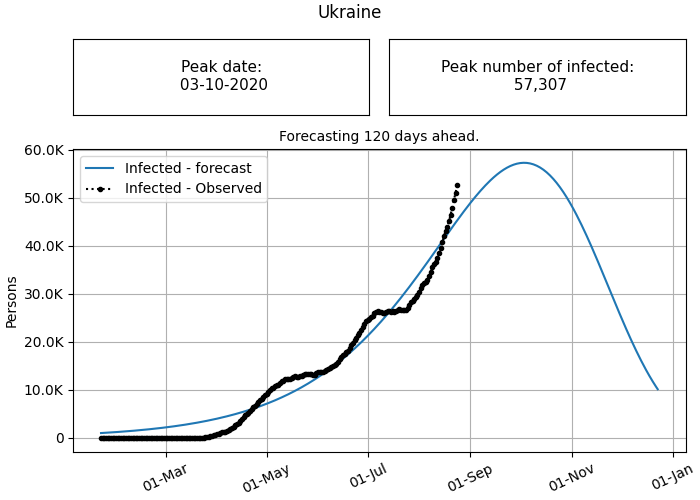 Ukraine
Peak date:
03-10-2020
Peak number of infected:
57,307
Forecasting 120 days ahead.
Infected - forecast
Infected - Observed
Persons
60.0K
50.0K
40.0K
30.0K
20.0K
10.0K
0
01-Mar
01-May
01-Jul
01-Sep
01-Nov
01-Jan